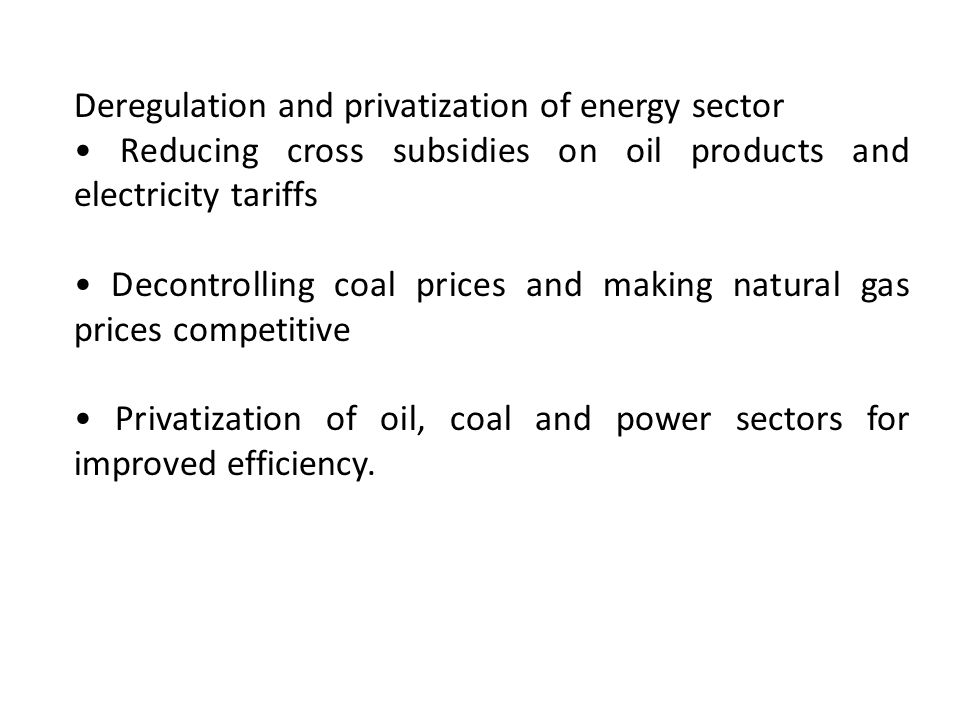 Deregulation and privatization of energy sector
• Reducing cross subsidies on oil products and
electricity tariffs
• Decontrolling coal prices and making natural gas
prices competitive
• Privatization of oil, coal and power sectors for
improved efficiency.